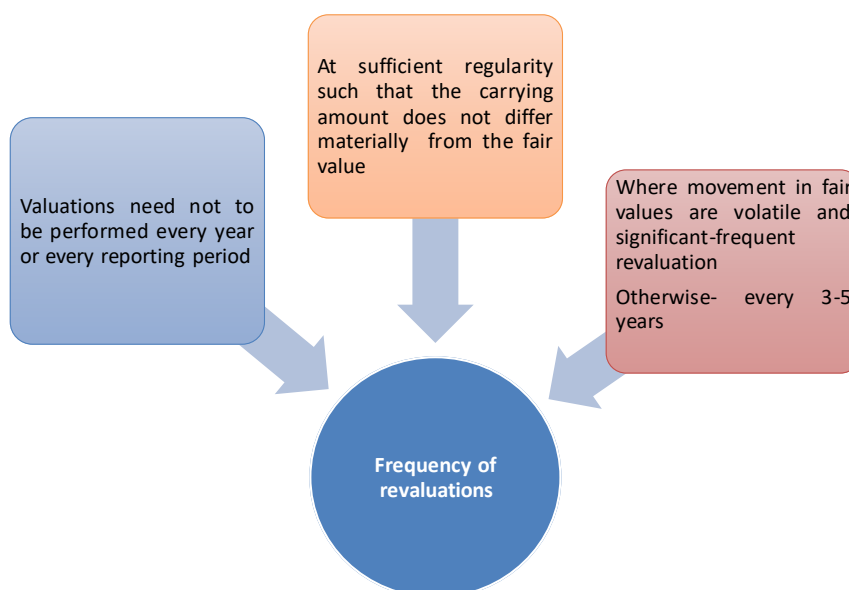 Valuations need not to
be performed every year
or every reporting period
At sufficient regularity
such that the carrying
amount does not differ
materially from the fair
value
Where movement in fair
values are volatile and
significant-frequent
revaluation
Otherwise- every 3-5
years
Frequency of
revaluations